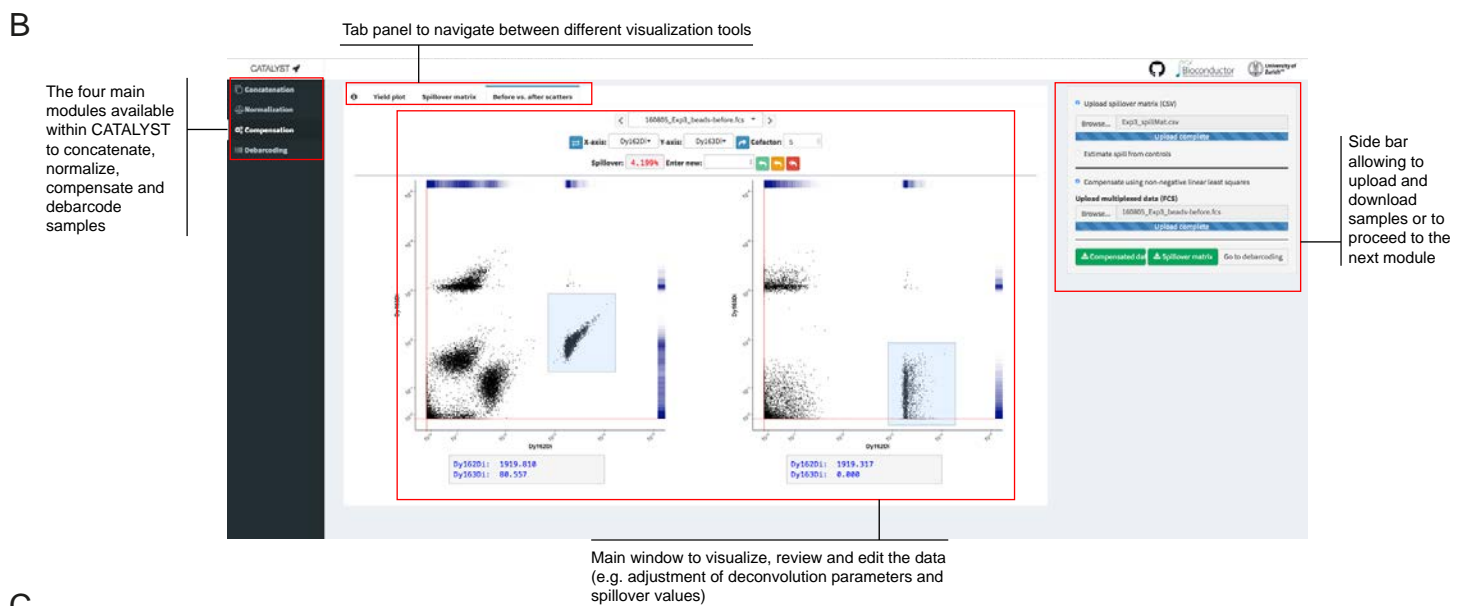 B
Tab panel to navigate between different visualization tools
The four main
modules available
within CATALYST
to concatenate,
normalize,
compensate and
debarcode
samples
CATALYST
Concatenation
Normalization
Compensation
Debarcoding
Yield plot Spillover matrix Before vs. after scatters
Bioconductor
University of
Zurich
160805_Exp3_beads-before.fcs
X-axis: Dy162Di Y-axis: Dy163Di Cofactor: 5
Spillover: 4.199% Enter new:
Dy163Di
Dy162Di
Dy162Di: 1919.810
Dy163Di: 80.557
Dy163Di
Dy162Di
Dy162Di: 1919.317
Dy163Di: 0.000
Upload spillover matrix (CSV)
Browse... Exp3_spillMat.csv
Upload complete
Estimate spill from controls
Compensate using non-negative linear least squares
Upload multiplexed data (FCS)
Browse... 160805_Exp3_beads-before.fcs
Upload complete
Compensated dat Spillover matrix Go to debarcoding
Side bar
allowing to
upload and
download
samples or to
proceed to the
next module
Main window to visualize, review and edit the data
(e.g. adjustment of deconvolution parameters and
spillover values)